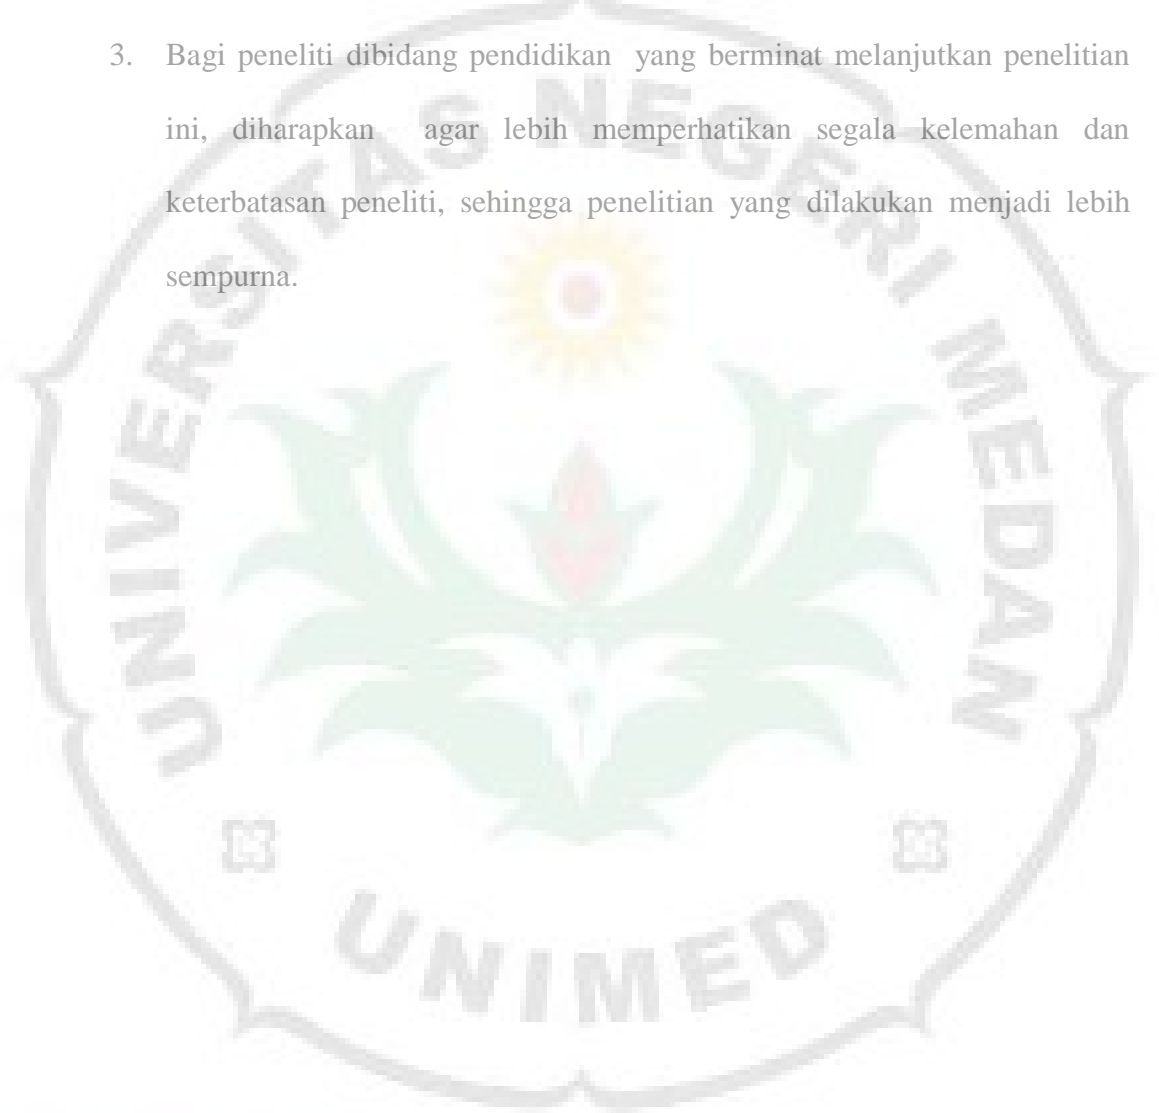 3. Bagi peneliti dibidang pendidikan yang berminat melanjutkan penelitian
ini, diharapkan agar lebih memperhatikan segala kelemahan dan
keterbatasan peneliti, sehingga penelitian yang dilakukan menjadi lebih
sempurna.
UNIVERSITAS NEGERI MEDAN
UNIMED